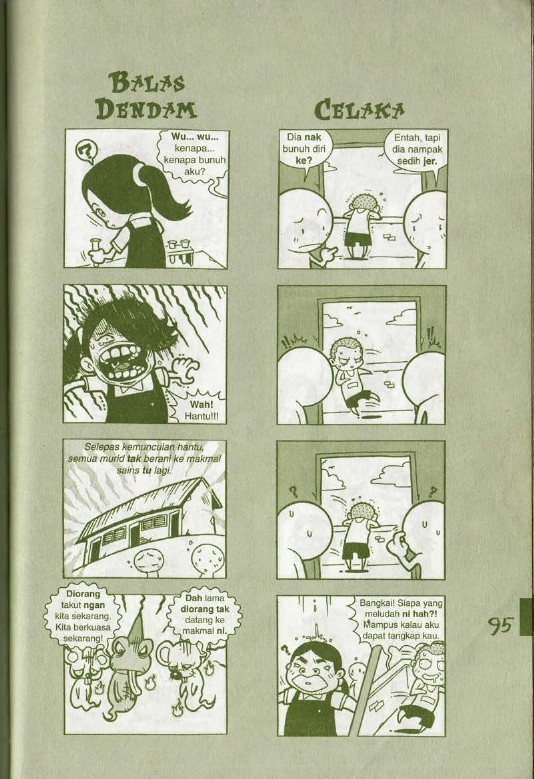 BALAS
DENDAM
?
Wu... wu...
kenapa...
kenapa bunuh
aku?
Wah!
Hantu!!!
Selepas kemunculan hantu,
semua murid tak berani ke makmal
sains tu lagi.
Diorang
takut ngan
kita sekarang.
Kita berkuasa
sekarang!
Dah lama
diorang tak
datang ke
makmal ni.
CELAKA
Dia nak
bunuh diri
ke?
Entah, tapi
dia nampak
sedih jer.
!!
!!
?
?
Bangkai! Siapa yang
meludah ni hah?!
Mampus kalau aku
dapat tangkap kau.
95